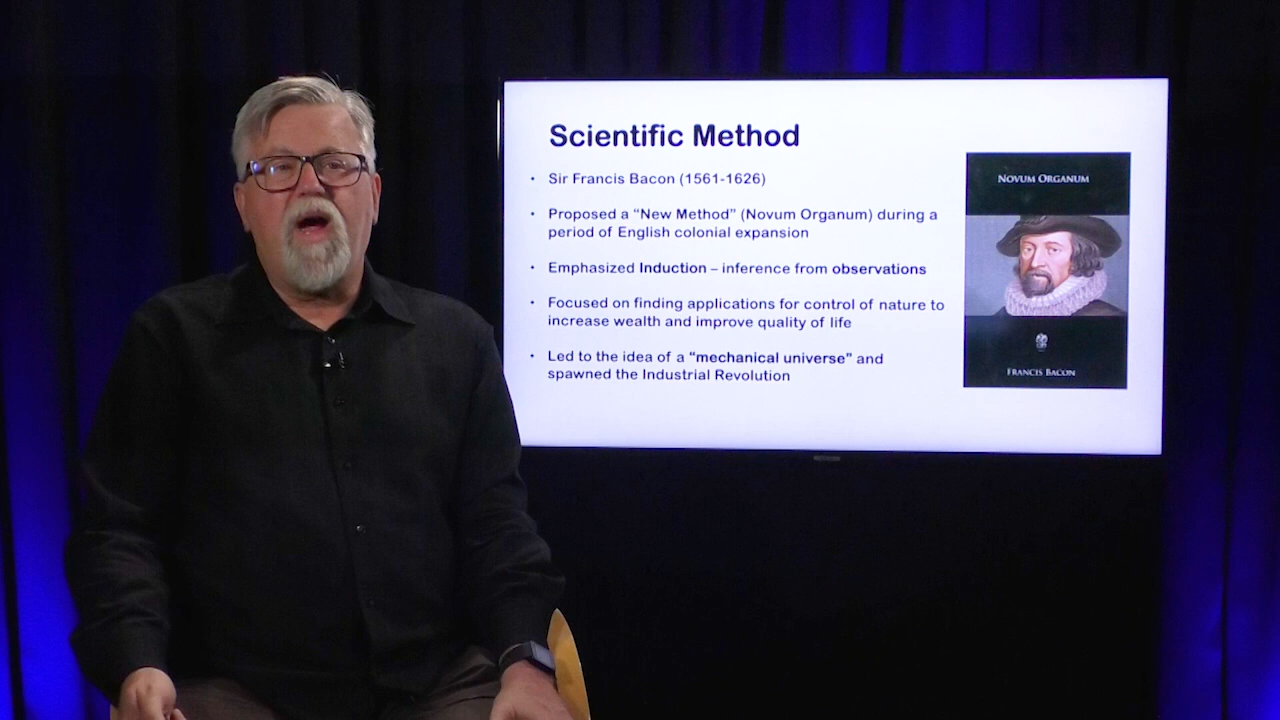 Scientific Method
• Sir Francis Bacon (1561-1626)
• Proposed a “New Method” (Novum Organum) during a
period of English colonial expansion
• Emphasized Induction – inference from observations
• Focused on finding applications for control of nature to
increase wealth and improve quality of life
• Led to the idea of a “mechanical universe” and
spawned the Industrial Revolution
NOVUM ORGANUM
FRANCIS BACON